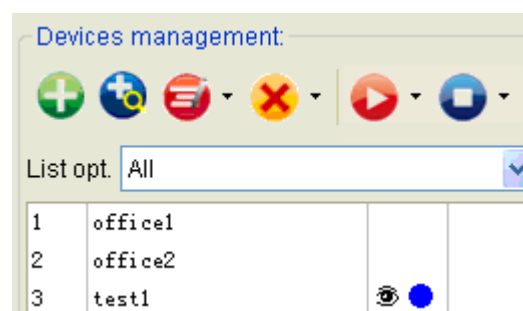 Devices management:
List opt. All
1 office1
2 office2
3 test1